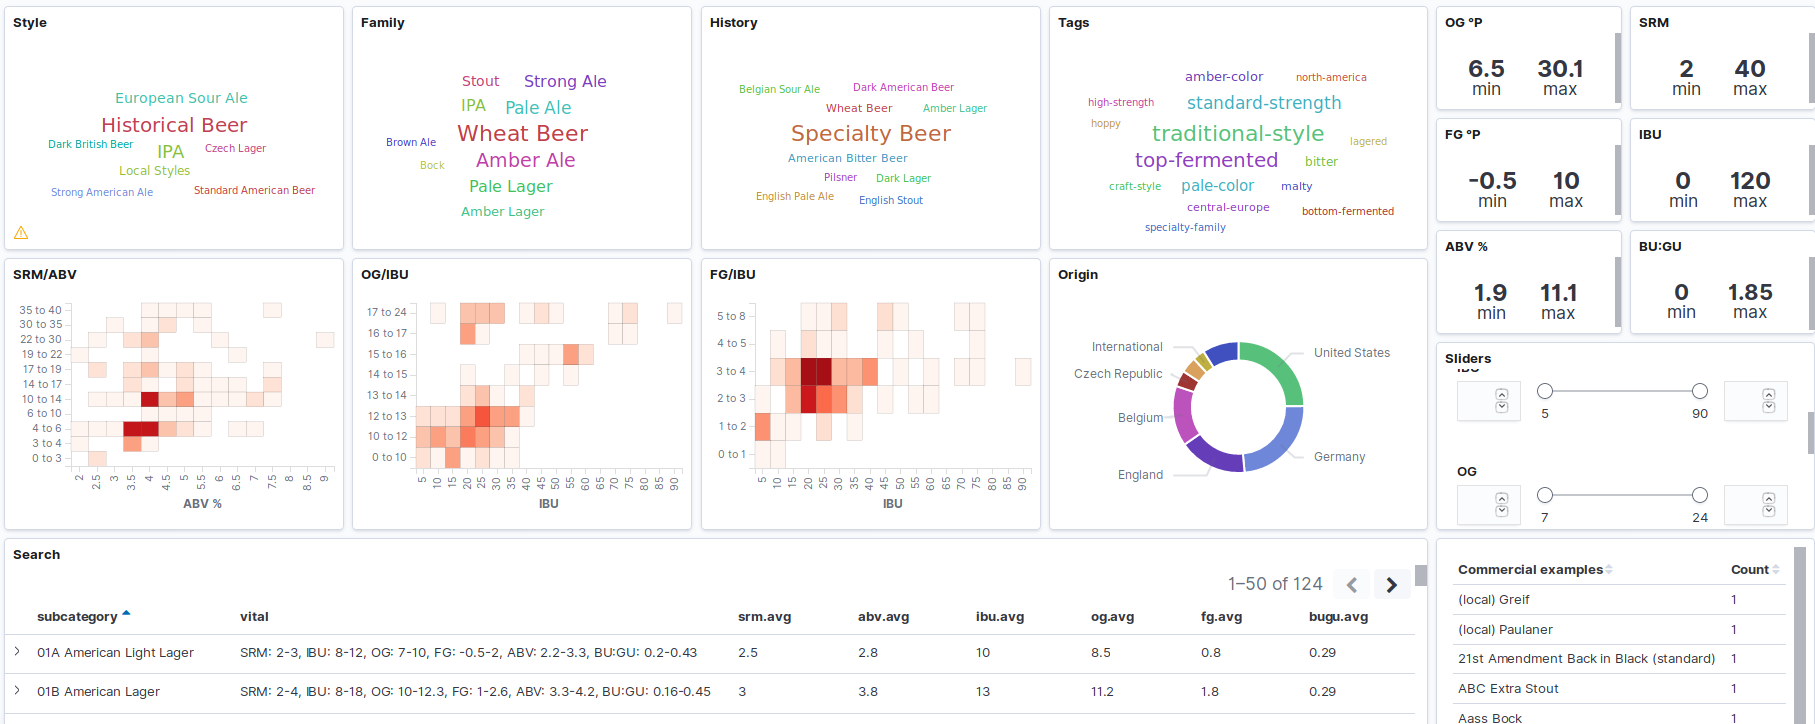 Style
European Sour Ale
Historical Beer
Dark British Beer
IPA
Czech Lager
Local Styles
Strong American Ale
Standard American Beer
Family
Stout
Strong Ale
IPA
Pale Ale
Wheat Beer
Brown Ale
Amber Ale
Bock
Pale Lager
Amber Lager
History
Belgian Sour Ale
Dark American Beer
Wheat Beer
Amber Lager
Specialty Beer
American Bitter Beer
Pilsner
Dark Lager
English Pale Ale
English Stout
Tags
amber-color
north-america
high-strength
standard-strength
hoppy
traditional-style
lagered
top-fermented
bitter
craft-style
pale-color
malty
central-europe
bottom-fermented
specialty-family
OG °P
6.5
min
30.1
max
SRM
2
min
40
max
FG °P
-0.5
min
10
max
IBU
0
min
120
max
ABV %
1.9
min
11.1
max
BU:GU
0
min
1.85
max
SRM/ABV
35 to 40
30 to 35
22 to 30
19 to 22
17 to 19
14 to 17
10 to 14
6 to 10
4 to 6
3 to 4
0 to 3
2 2.5 3 3.5 4 4.5 5 5.5 6 6.5 7 7.5 8 8.5 9
ABV %
OG/IBU
17 to 24
16 to 17
15 to 16
14 to 15
13 to 14
12 to 13
10 to 12
0 to 10
5 10 15 20 25 30 35 40 45 50 55 60 65 70 75 80 85 90
IBU
FG/IBU
5 to 8
4 to 5
3 to 4
2 to 3
1 to 2
0 to 1
5 10 15 20 25 30 35 40 45 50 55 60 65 70 75 80 85 90
IBU
Origin
International
Czech Republic
Belgium
England
United States
Germany
Sliders
IBU
5
90
OG
7
24
Search
1–50 of 124
subcategory vital srm.avg abv.avg ibu.avg og.avg fg.avg bugu.avg
01A American Light Lager SRM: 2-3, IBU: 8-12, OG: 7-10, FG: -0.5-2, ABV: 2.2-3.3, BU:GU: 0.2-0.43 2.5 2.8 10 8.5 0.8 0.29
01B American Lager SRM: 2-4, IBU: 8-18, OG: 10-12.3, FG: 1-2.6, ABV: 3.3-4.2, BU:GU: 0.16-0.45 3 3.8 13 11.2 1.8 0.29
Commercial examples Count
(local) Greif 1
(local) Paulaner 1
21st Amendment Back in Black (standard) 1
ABC Extra Stout 1
Aass Bock 1